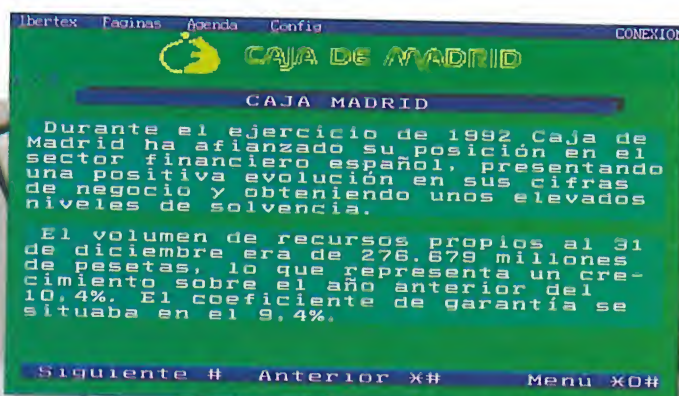 Ibertex Paginas Agenda Config CONEXION
CAJA DE MADRID
CAJA MADRID
Durante el ejercicio de 1992 Caja de
Madrid ha afianzado su posición en el
sector financiero español, presentando
una positiva evolución en sus cifras
de negocio y obteniendo unos elevados
niveles de solvencia.
El volumen de recursos propios al 31
de diciembre era de 276.679 millones
de pesetas, lo que representa un cre-
cimiento sobre el año anterior del
10,4%. El coeficiente de garantía se
situaba en el 9,4%.
Siguiente # Anterior *# Menú *0#